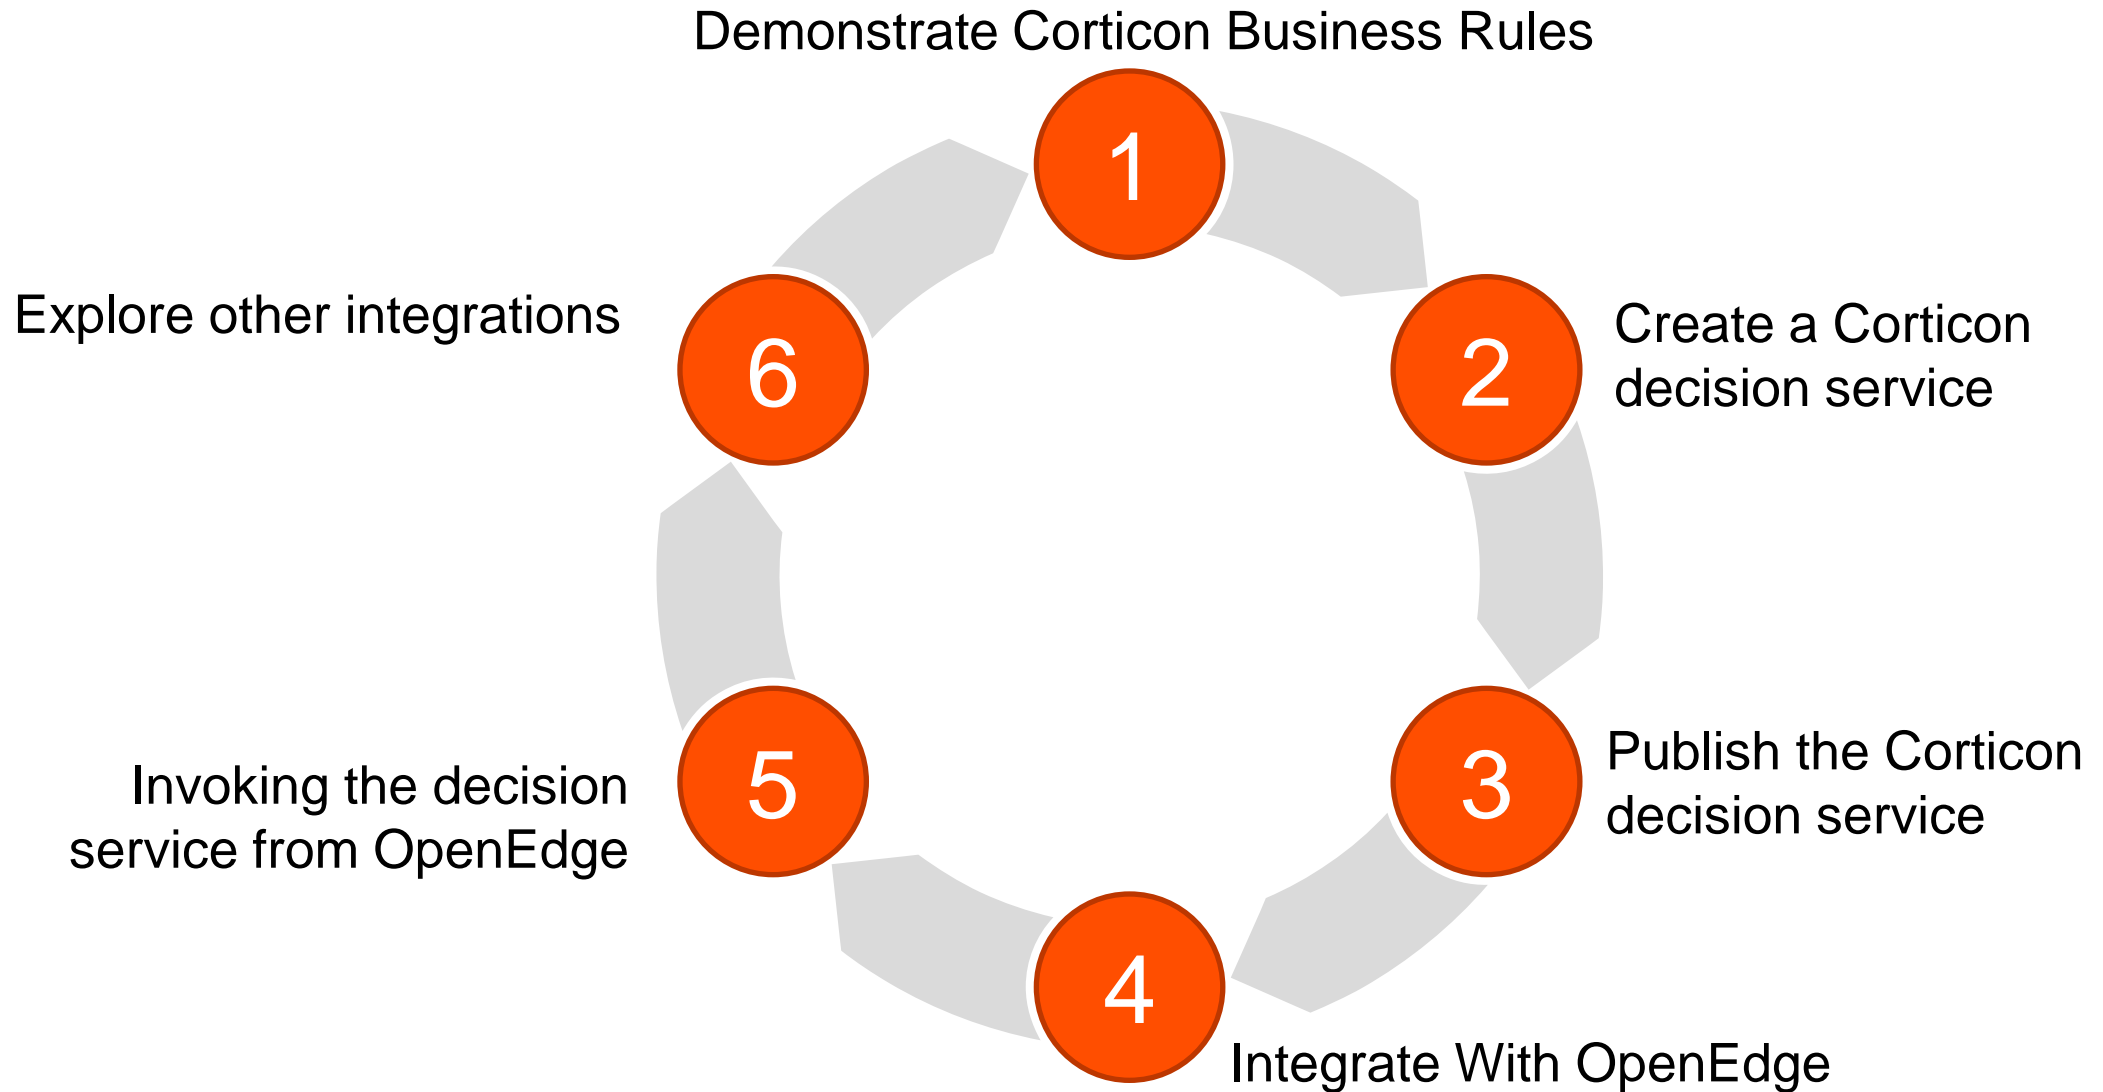 Demonstrate Corticon Business Rules
1
2
Create a Corticon
decision service
3
Publish the Corticon
decision service
4
Integrate With OpenEdge
5
Invoking the decision
service from OpenEdge
6
Explore other integrations